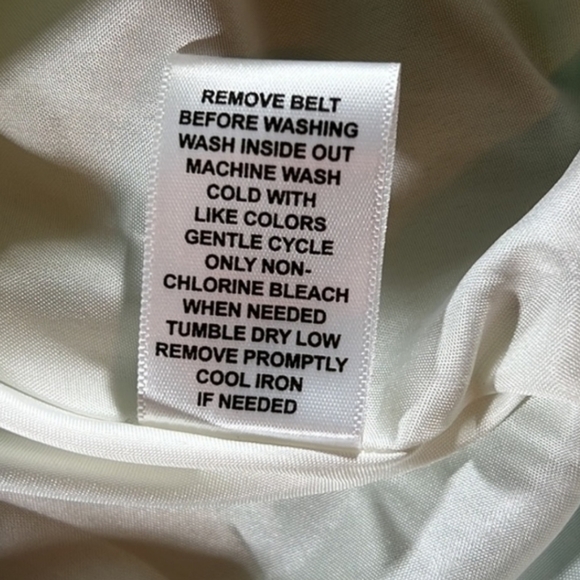 REMOVE BELT
BEFORE WASHING
WASH INSIDE OUT
MACHINE WASH
COLD WITH
LIKE COLORS
GENTLE CYCLE
ONLY NON-
CHLORINE BLEACH
WHEN NEEDED
TUMBLE DRY LOW
REMOVE PROMPTLY
COOL IRON
IF NEEDED